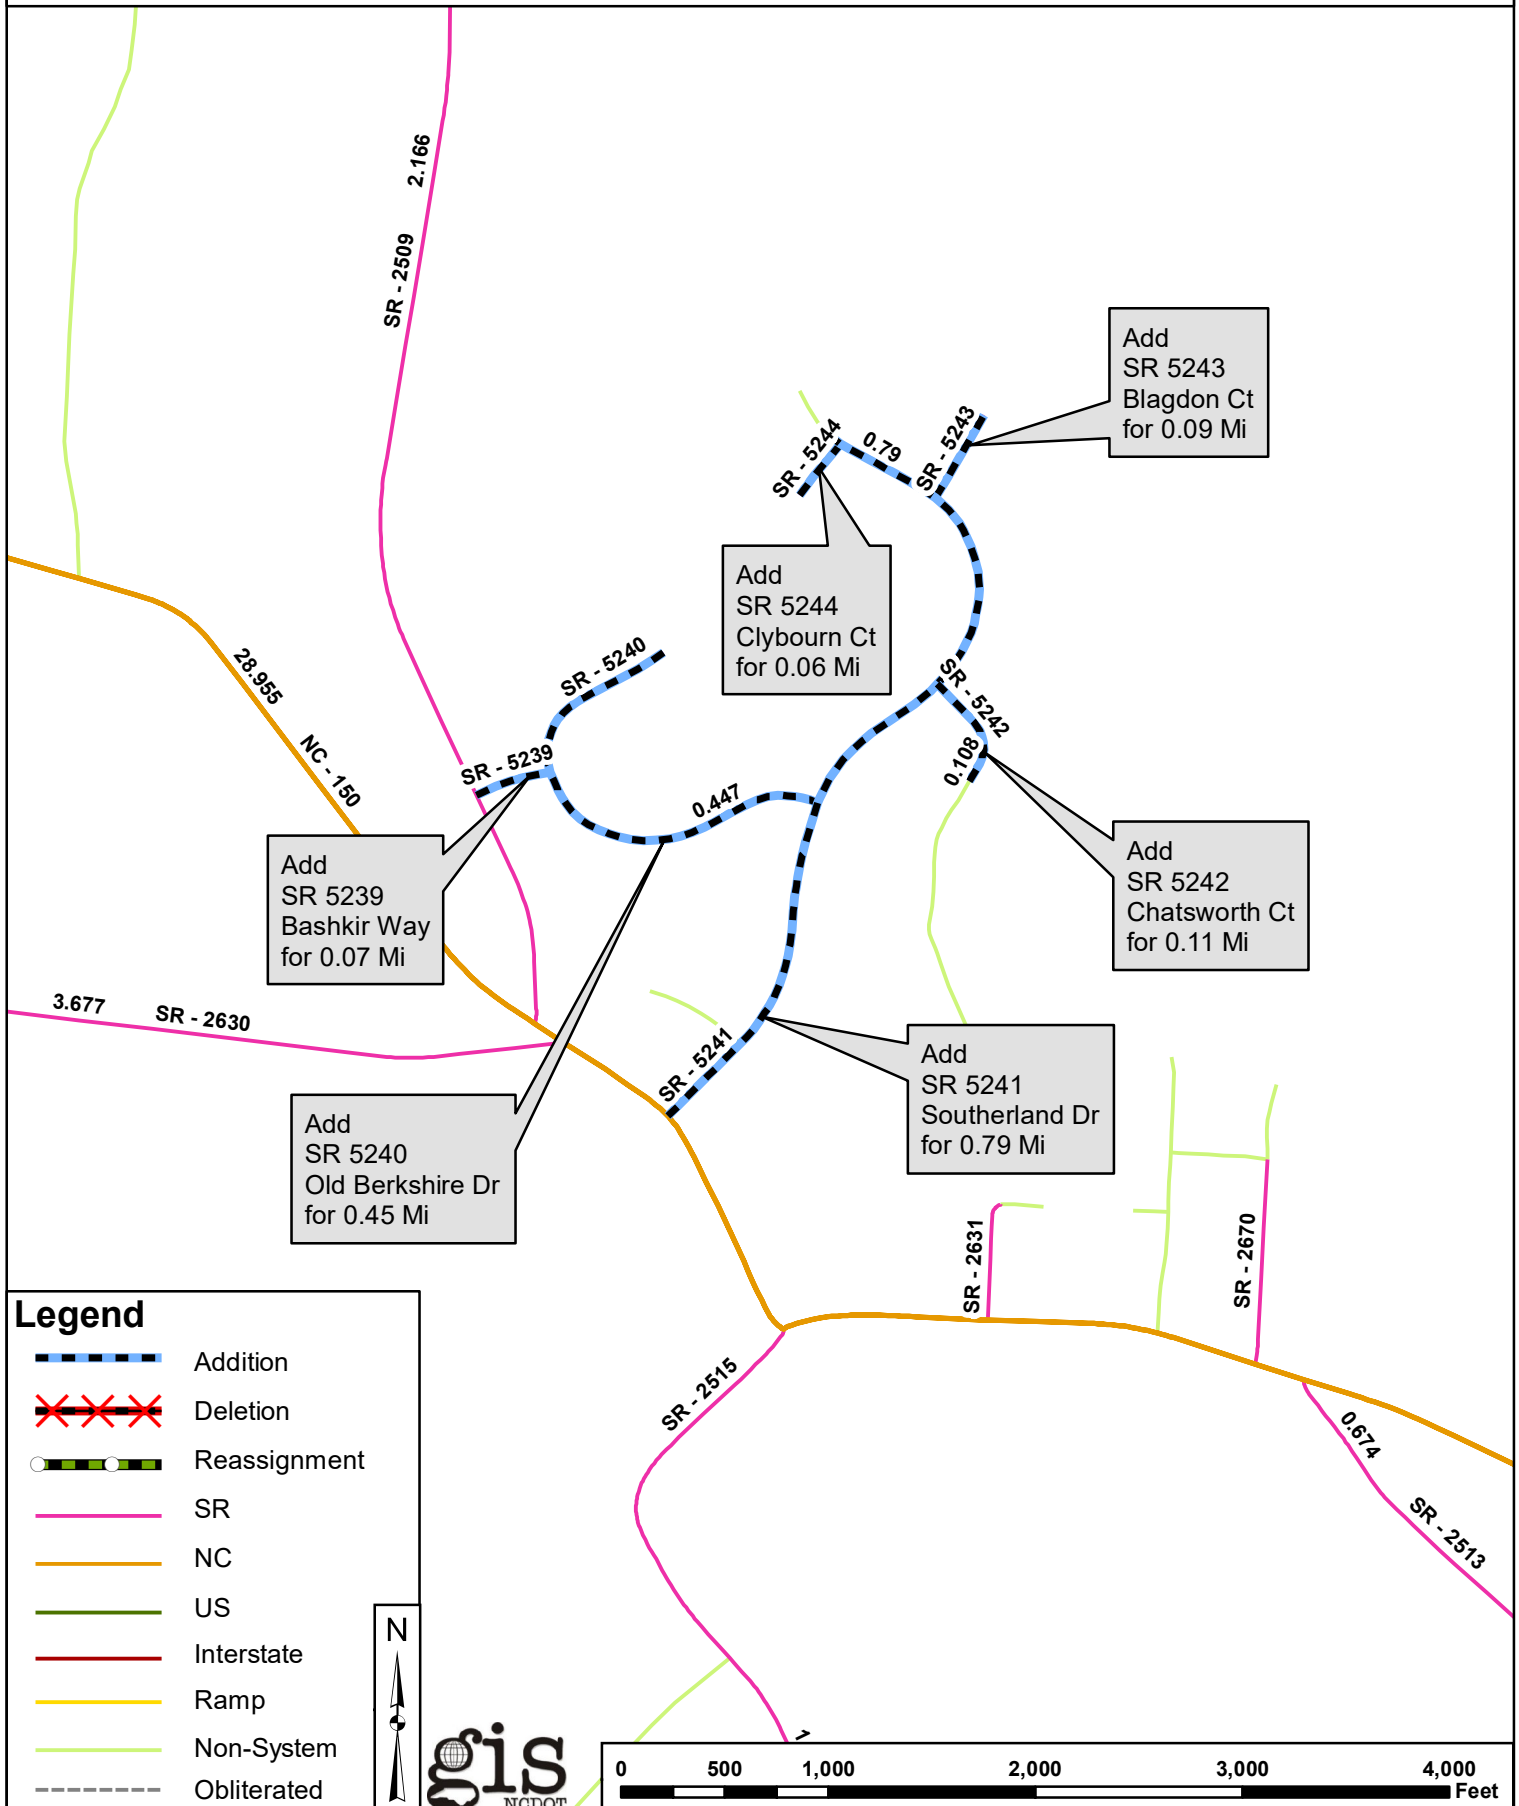 2.166
SR - 2509
Add
SR 5243
Blagdon Ct
for 0.09 Mi
SR - 5243
SR - 5244
0.79
Add
SR 5244
Clybourn Ct
for 0.06 Mi
SR - 5240
28.955
NC - 150
SR - 5239
SR - 5242
0.108
0.447
Add
SR 5239
Bashkir Way
for 0.07 Mi
Add
SR 5242
Chatsworth Ct
for 0.11 Mi
3.677
SR - 2630
SR - 5241
Add
SR 5241
Southerland Dr
for 0.79 Mi
Add
SR 5240
Old Berkshire Dr
for 0.45 Mi
SR - 2631
SR - 2670
SR - 2515
0.674
SR - 2513
Legend
Addition
Deletion
Reassignment
SR
NC
US
Interstate
Ramp
Non-System
Obliterated
N
gis
NCDOT
1
0 500 1,000 2,000 3,000 4,000
Feet